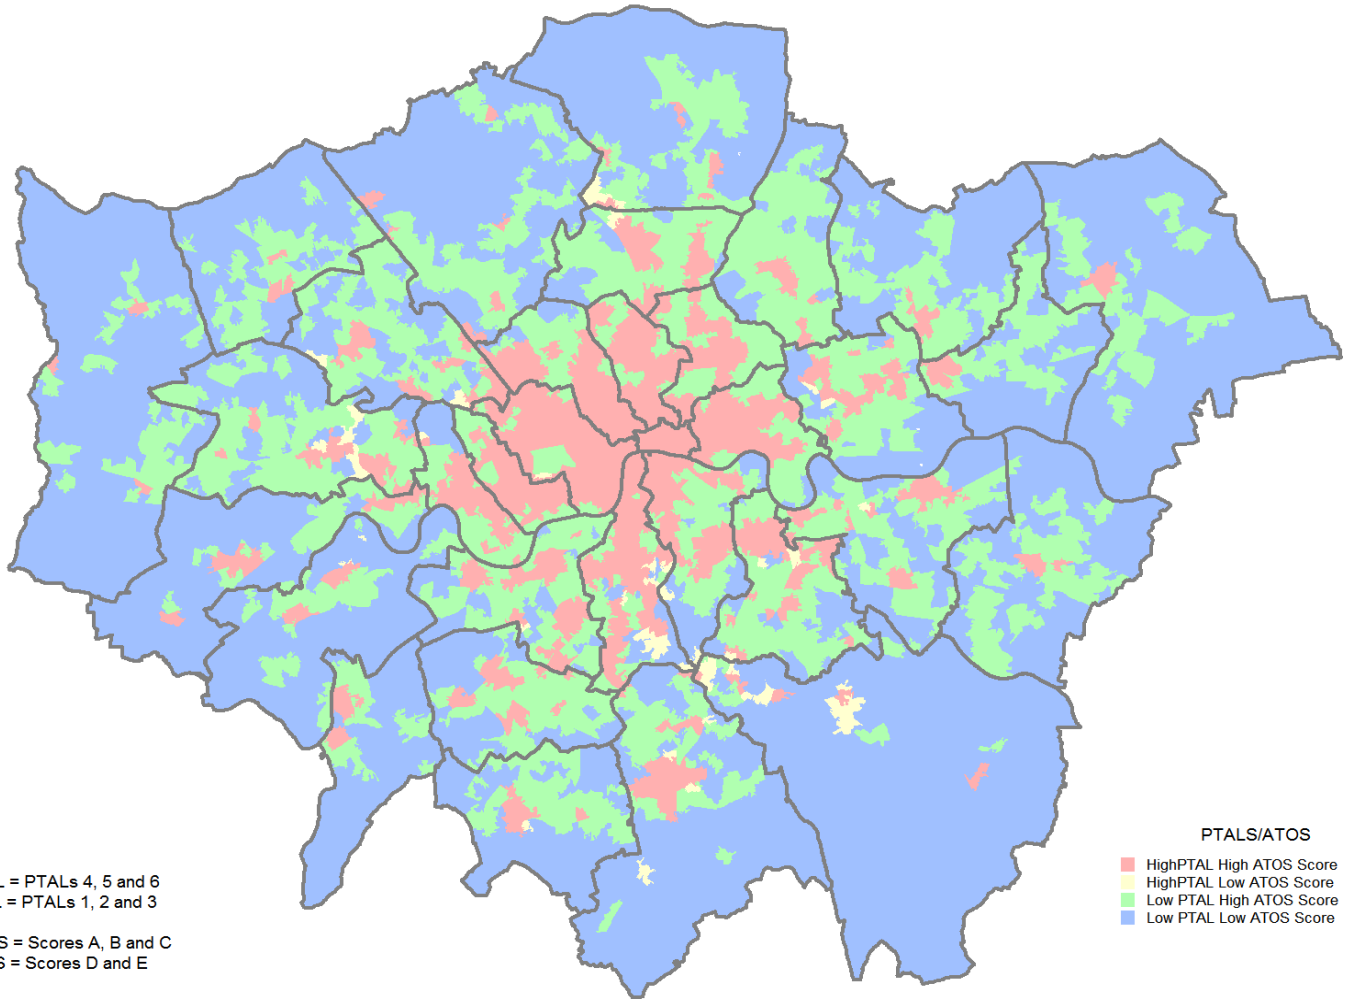 PTALS/ATOS
HighPTAL High ATOS Score
HighPTAL Low ATOS Score
Low PTAL High ATOS Score
Low PTAL Low ATOS Score
L = PTALs 4, 5 and 6
L = PTALs 1, 2 and 3
S = Scores A, B and C
S = Scores D and E